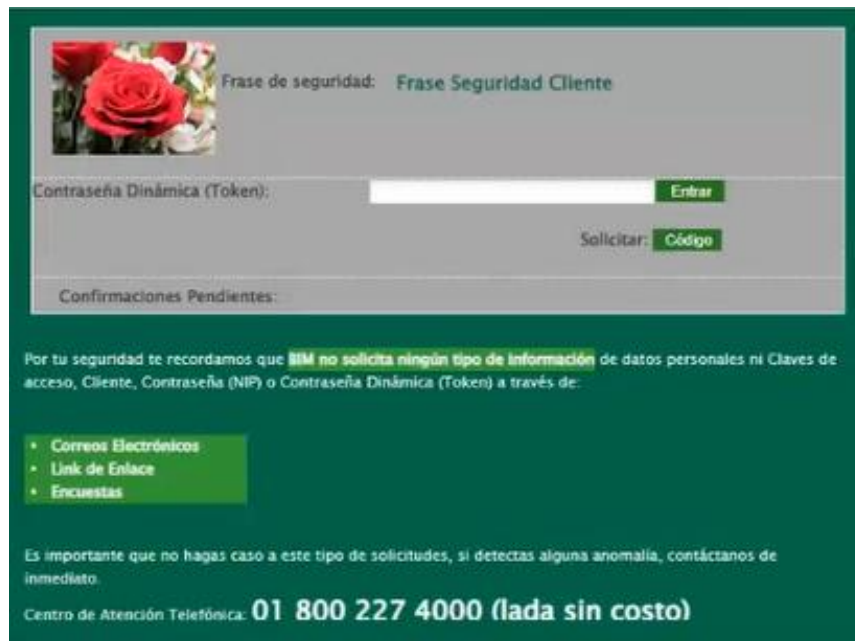 Frase de seguridad: Frase Seguridad Cliente
Contraseña Dinámica (Token): Entrar
Solicitar: Código
Confirmaciones Pendientes:
Por tu seguridad te recordamos que BIM no solicita ningún tipo de información de datos personales ni Claves de
acceso, Cliente, Contraseña (NIP) o Contraseña Dinámica (Token) a través de:
• Correos Electrónicos
• Link de Enlace
• Encuestas
Es importante que no hagas caso a este tipo de solicitudes, si detectas alguna anomalía, contáctanos de
inmediato.
Centro de Atención Telefónica: 01 800 227 4000 (lada sin costo)